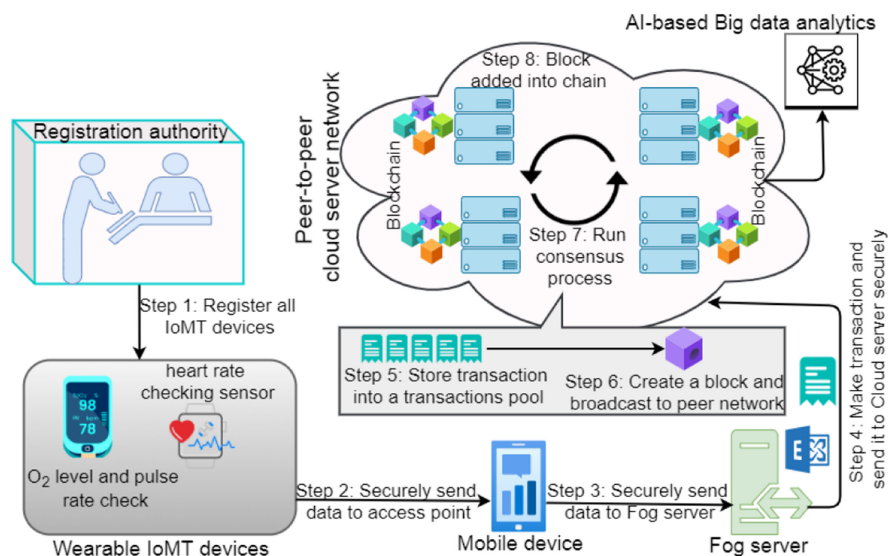 AI-based Big data analytics
Step 8: Block
added into chain
Registration authority
Peer-to-peer
cloud server network
Blockchain
Blockchain
Step 7: Run
consensus
process
Step 1: Register all
IoMT devices
Step 5: Store transaction
into a transactions pool
Step 6: Create a block and
broadcast to peer network
Step 4: Make transaction and
send it to Cloud server securely
heart rate
checking sensor
98
78
O₂ level and pulse
rate check
Step 2: Securely send
data to access point
Step 3: Securely send
data to Fog server
E
Wearable IoMT devices
Mobile device
Fog server